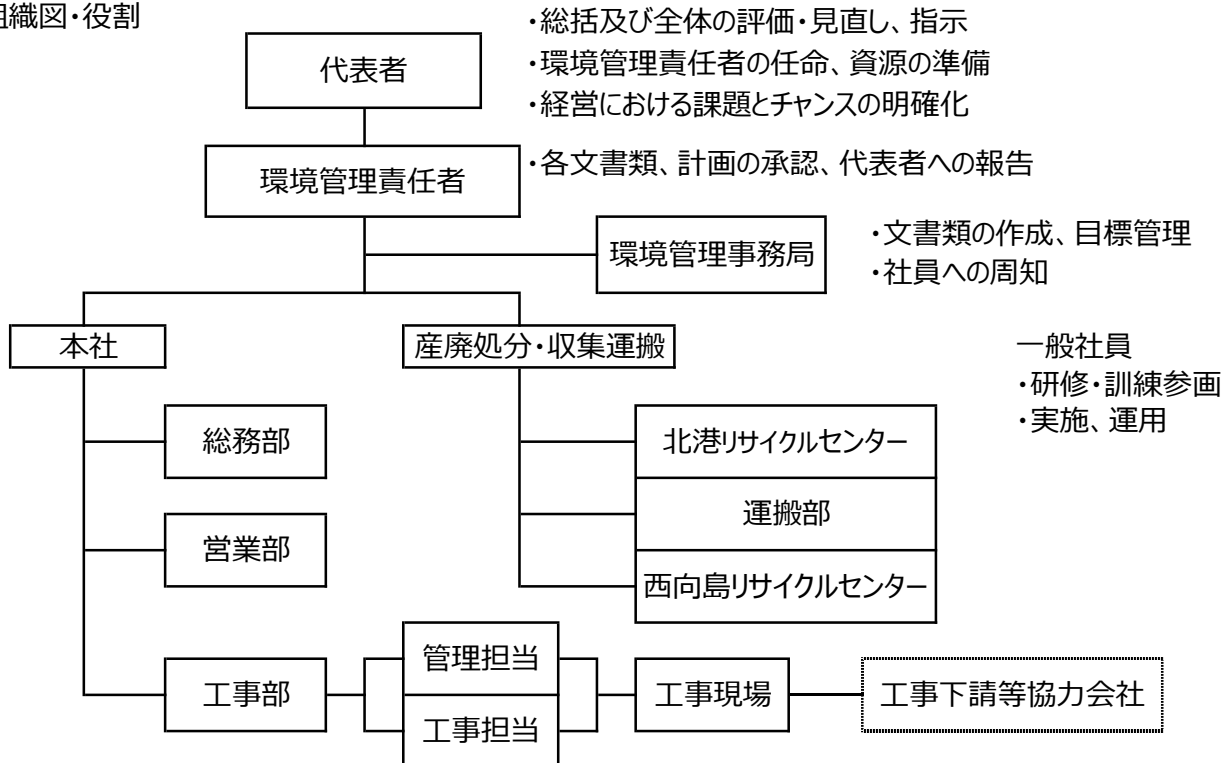 組織図・役割
・総括及び全体の評価・見直し、指示
代表者
・環境管理責任者の任命、資源の準備
・経営における課題とチャンスの明確化
環境管理責任者
・各文書類、計画の承認、代表者への報告
環境管理事務局
・文書類の作成、目標管理
・社員への周知
本社
産廃処分・収集運搬
一般社員
・研修・訓練参画
・実施、運用
総務部
北港リサイクルセンター
運搬部
営業部
西向島リサイクルセンター
管理担当
工事部
工事現場
工事下請等協力会社
工事担当